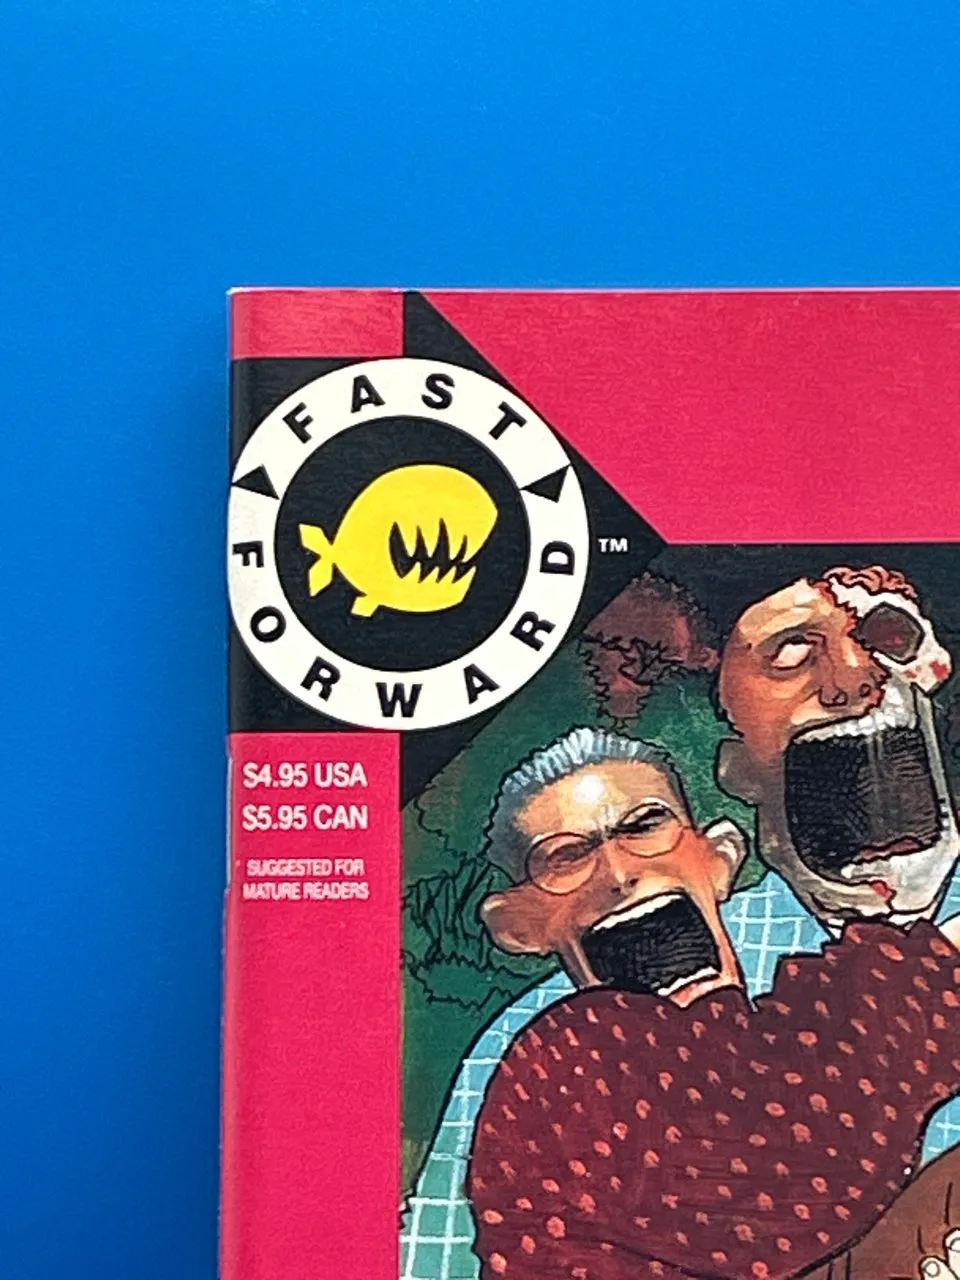 FAST
FORWARD
TM
$4.95 USA
$5.95 CAN
SUGGESTED FOR
MATURE READERS